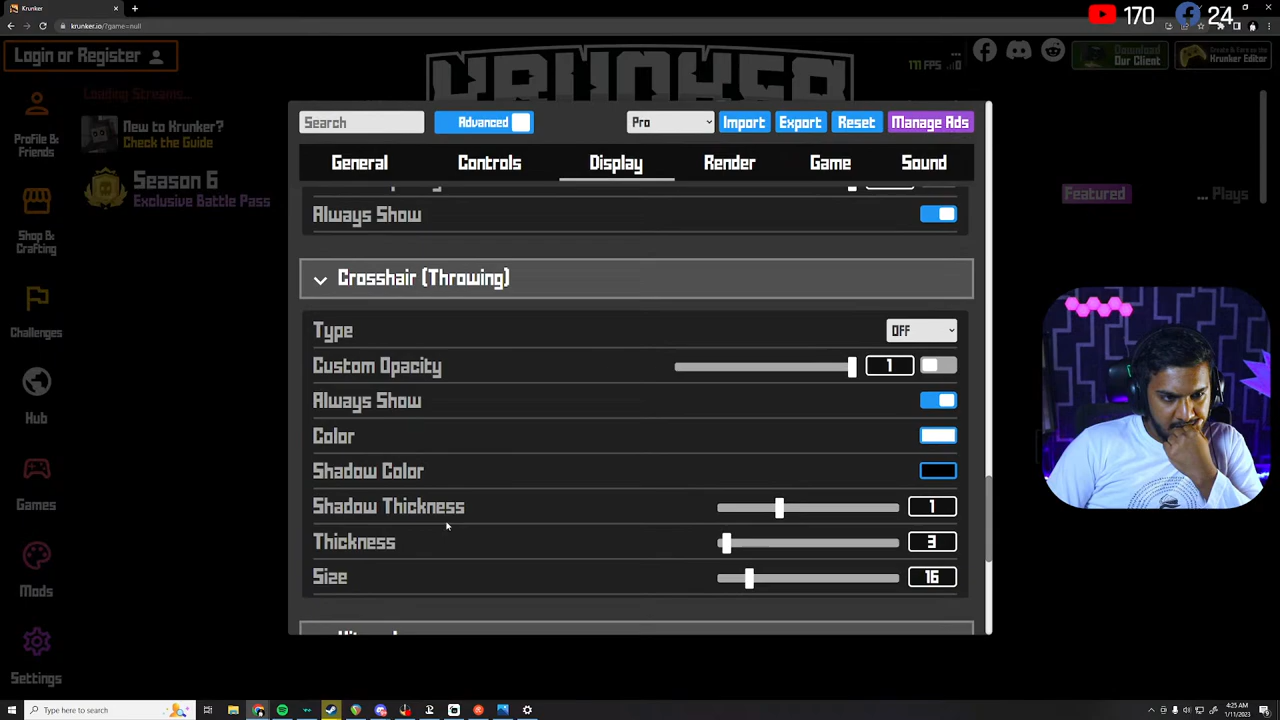 Krunker
krunker.io/?game=null
170
24
Login or Register
KRUNKER
171 FPS
0
Download
Our Client
Create & Earn on the
Krunker Editor
Loading Streams...
New to Krunker?
Check the Guide
Season 6
Exclusive Battle Pass
Profile &
Friends
Shop &
Crafting
Challenges
Hub
Games
Mods
Settings
Search
Advanced
Pro
Import
Export
Reset
Manage Ads
General
Controls
Display
Render
Game
Sound
Always Show
Crosshair (Throwing)
Type
OFF
Custom Opacity
1
Always Show
Color
Shadow Color
Shadow Thickness
1
Thickness
3
Size
16
Featured
... Plays
Type here to search
4:25 AM
1/11/2023